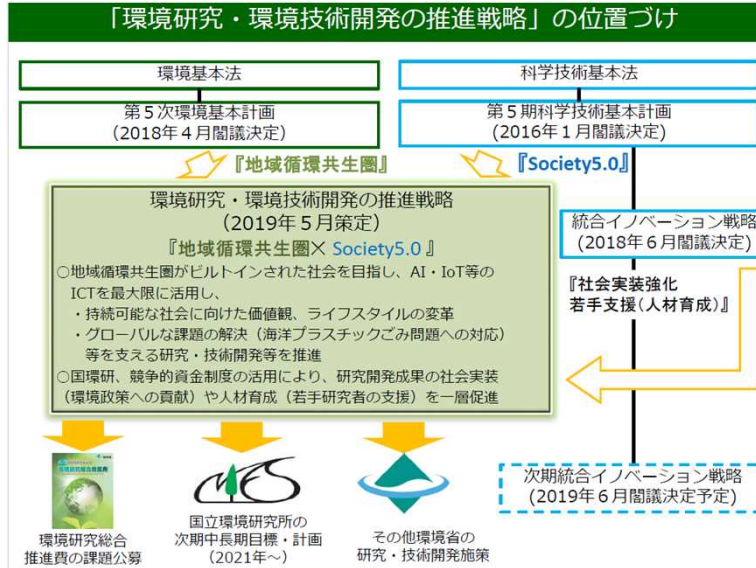 「環境研究・環境技術開発の推進戦略」の位置づけ
環境基本法
科学技術基本法
第５次環境基本計画
(2018年４月閣議決定)
第５期科学技術基本計画
(2016年１月閣議決定)
『地域循環共生圏』
『Society5.0』
環境研究・環境技術開発の推進戦略
(2019年５月策定)
『地域循環共生圏× Society5.0 』
○地域循環共生圏がビルトインされた社会を目指し、AI・IoT等の
ICTを最大限に活用し、
・持続可能な社会に向けた価値観、ライフスタイルの変革
・グローバルな課題の解決（海洋プラスチックごみ問題への対応）
等を支える研究・技術開発等を推進
○国環研、競争的資金制度の活用により、研究開発成果の社会実装
（環境政策への貢献）や人材育成（若手研究者の支援）を一層促進
統合イノベーション戦略
(2018年６月閣議決定)
『社会実装強化
若手支援（人材育成）』
次期統合イノベーション戦略
(2019年６月閣議決定予定)
環境研究総合
推進費の課題公募
国立環境研究所の
次期中長期目標・計画
(2021年～)
その他環境省の
研究・技術開発施策